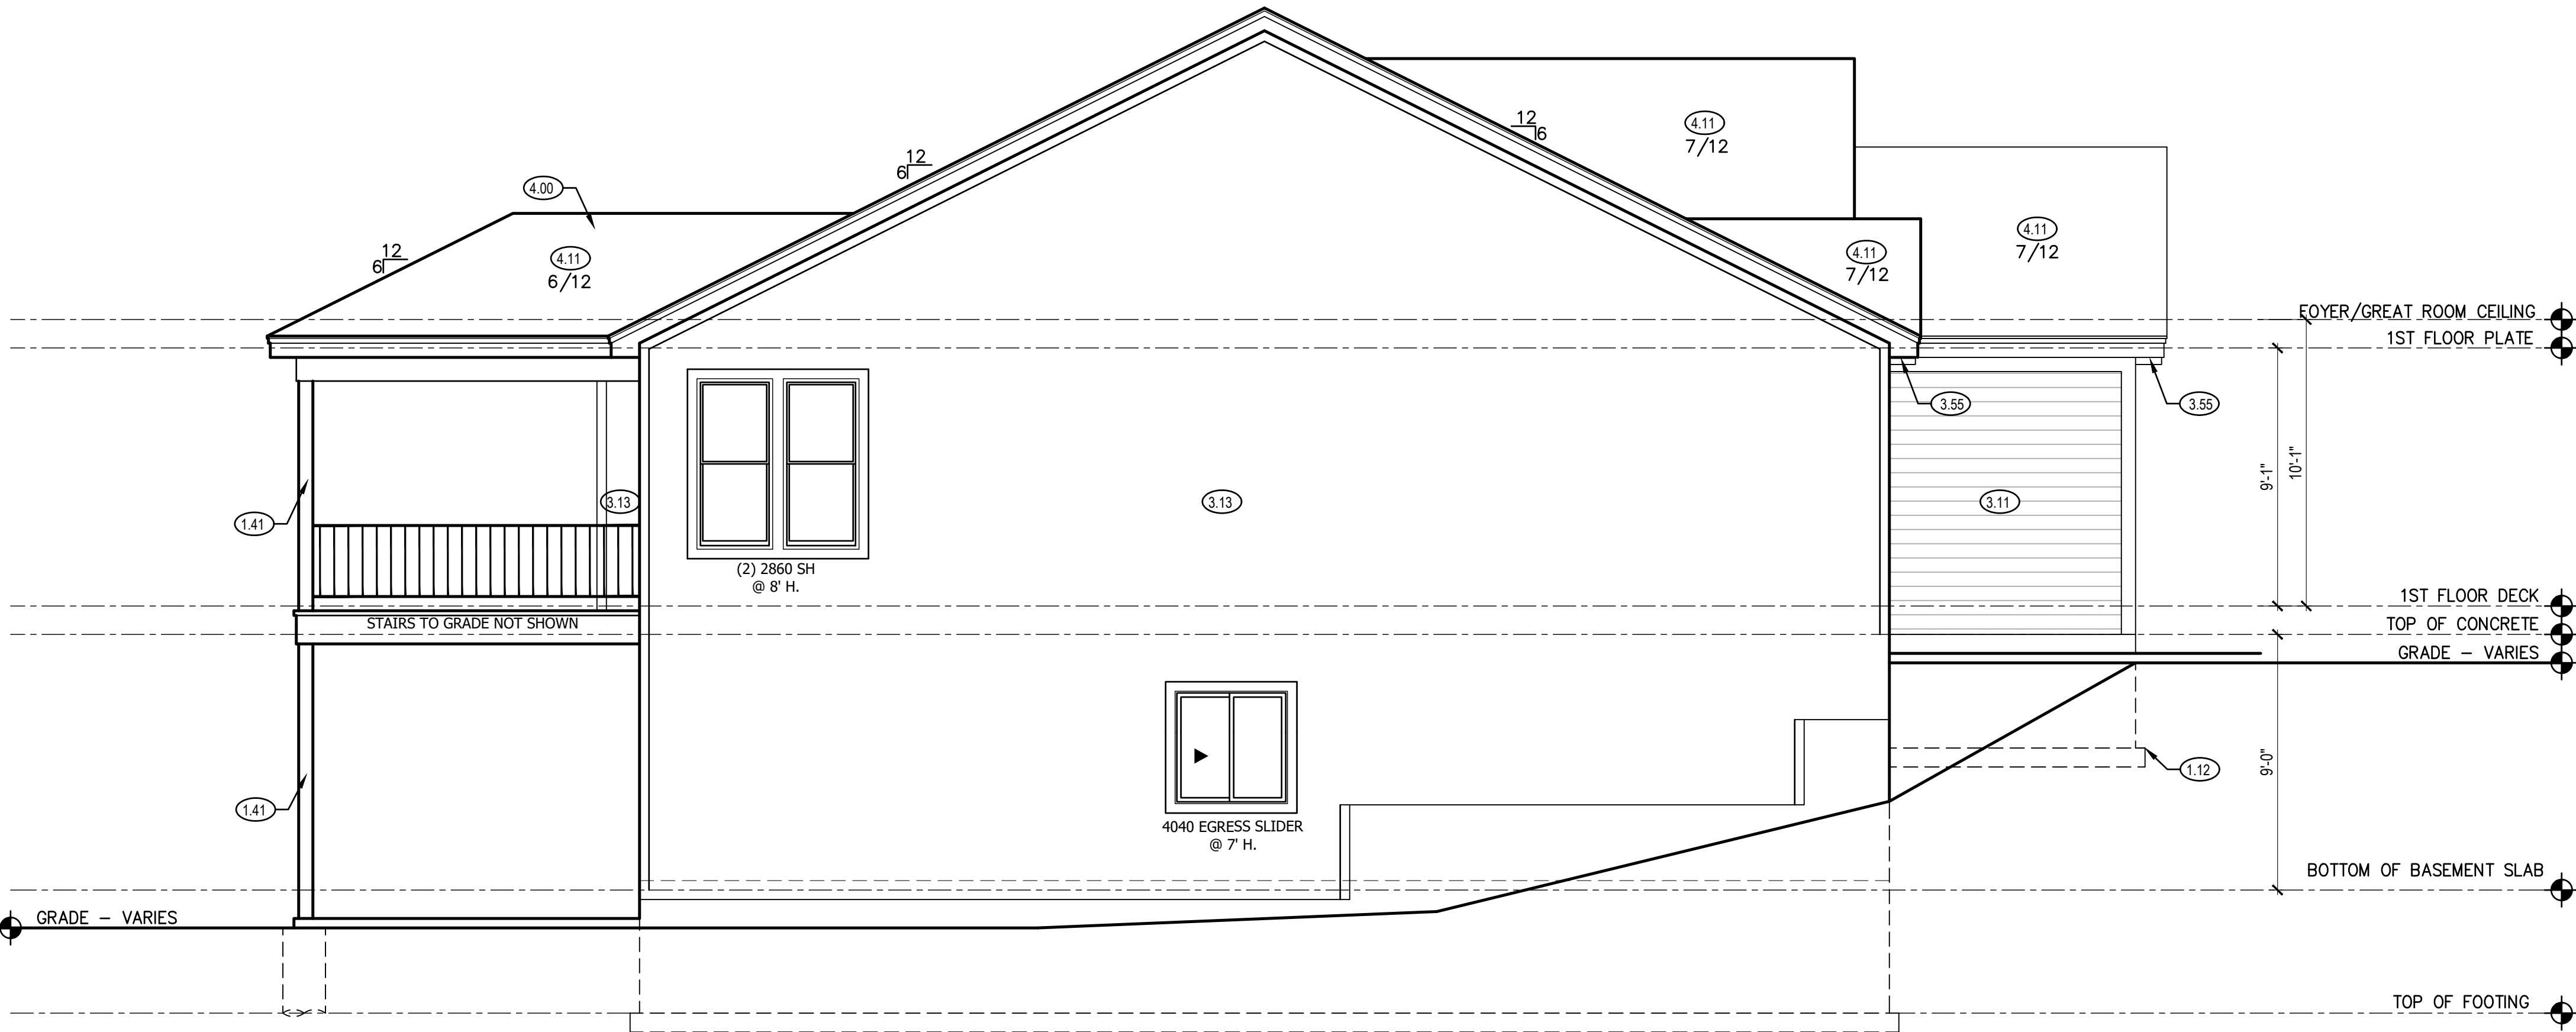 12
6
4.11
7/12
12
6
4.00
4.11
7/12
12
6
4.11
6/12
4.11
7/12
FOYER/GREAT ROOM CEILING
1ST FLOOR PLATE
3.55
3.55
9'-1"
10'-1"
3.13
3.13
3.11
1.41
(2) 2860 SH
@ 8' H.
1ST FLOOR DECK
STAIRS TO GRADE NOT SHOWN
TOP OF CONCRETE
GRADE – VARIES
9'-0"
1.12
1.41
4040 EGRESS SLIDER
@ 7' H.
BOTTOM OF BASEMENT SLAB
GRADE – VARIES
TOP OF FOOTING